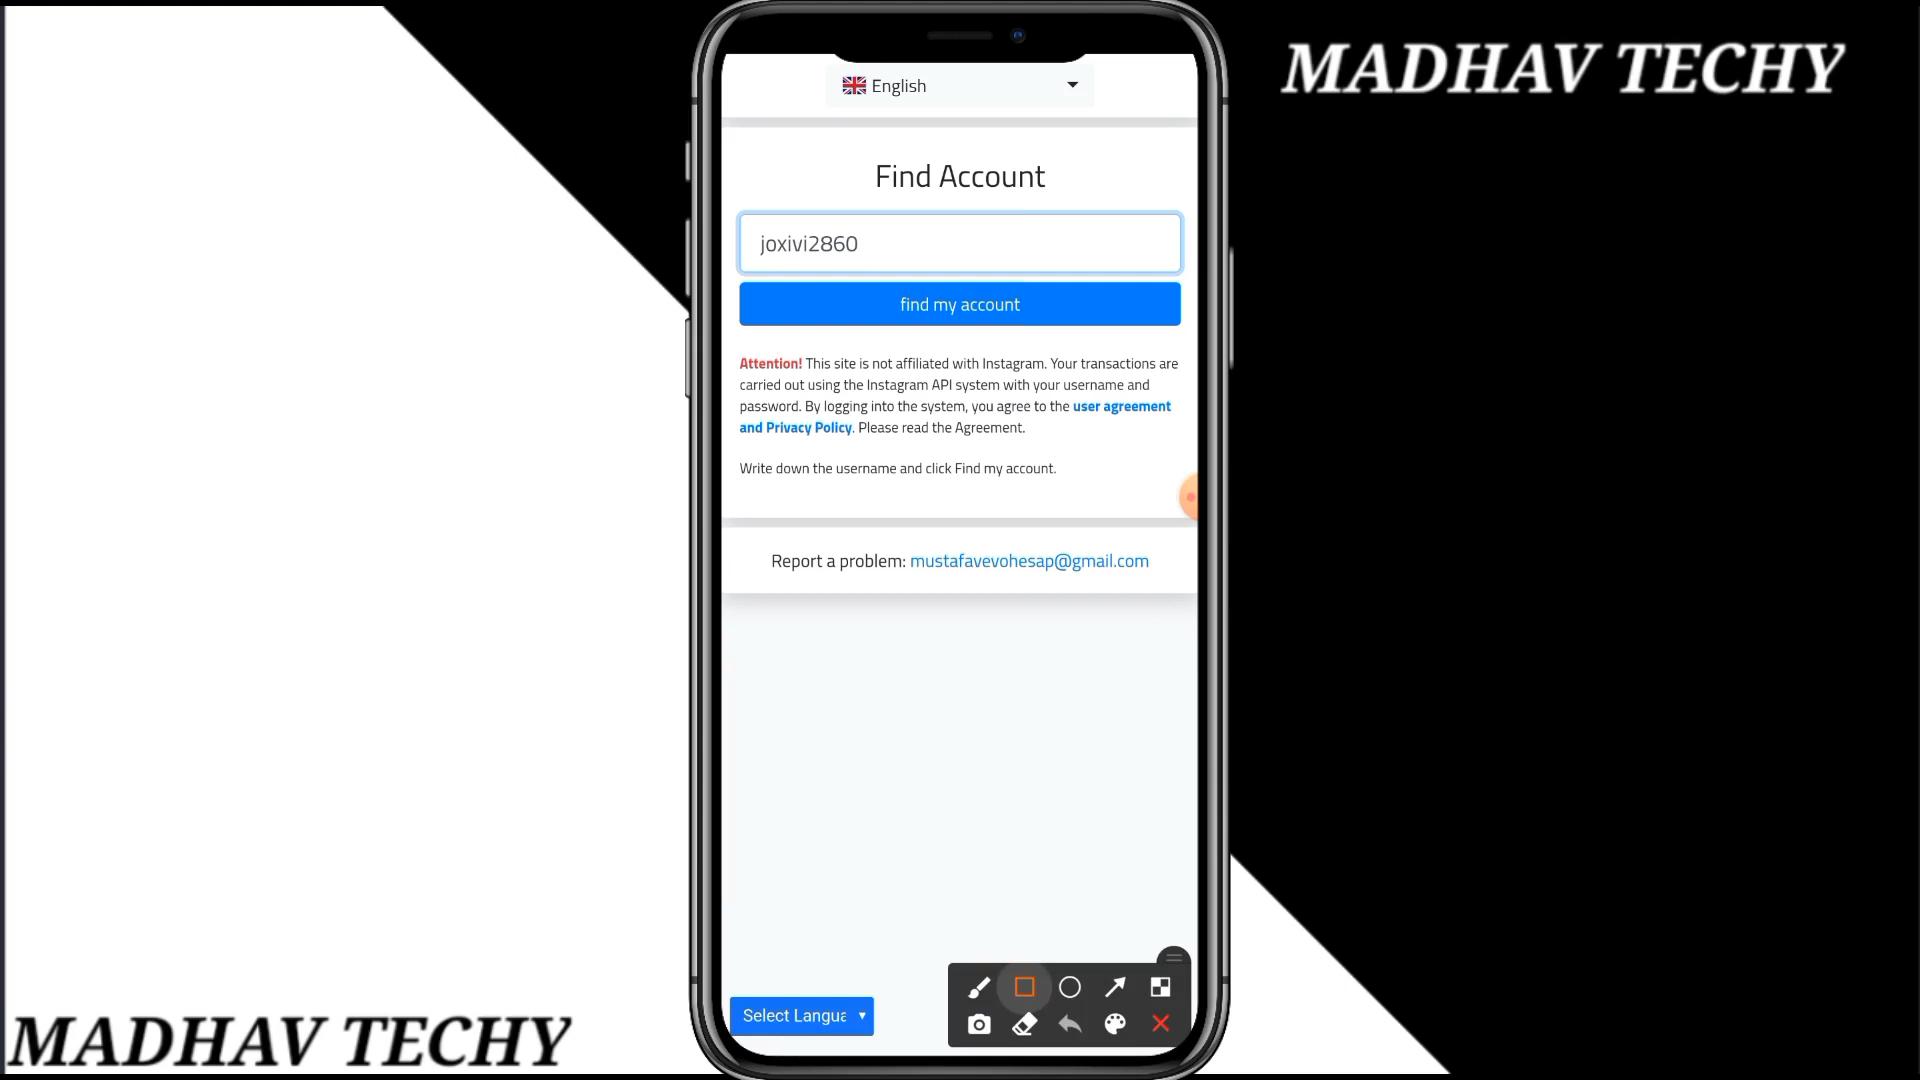 MADHAV TECHY
English
Find Account
joxivi2860
find my account
Attention! This site is not affiliated with Instagram. Your transactions are
carried out using the Instagram API system with your username and
password. By logging into the system, you agree to the user agreement
and Privacy Policy. Please read the Agreement.
Write down the username and click Find my account.
Report a problem: mustafavevohesap@gmail.com
Select Langua
MADHAV TECHY